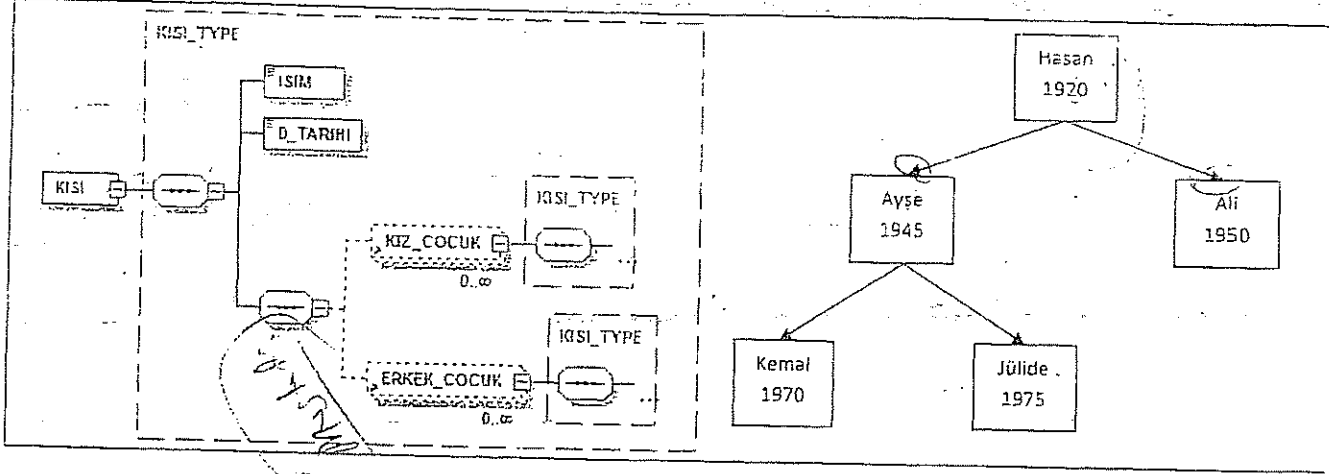 KISI_TYPE
ISIM
D_TARIHI
KISI
KIZ_COCUK
0..∞
KISI_TYPE
...
ERKEK_COCUK
0..∞
KISI_TYPE
...
Hasan
1920
Ayşe
1945
Ali
1950
Kemal
1970
Jülide
1975